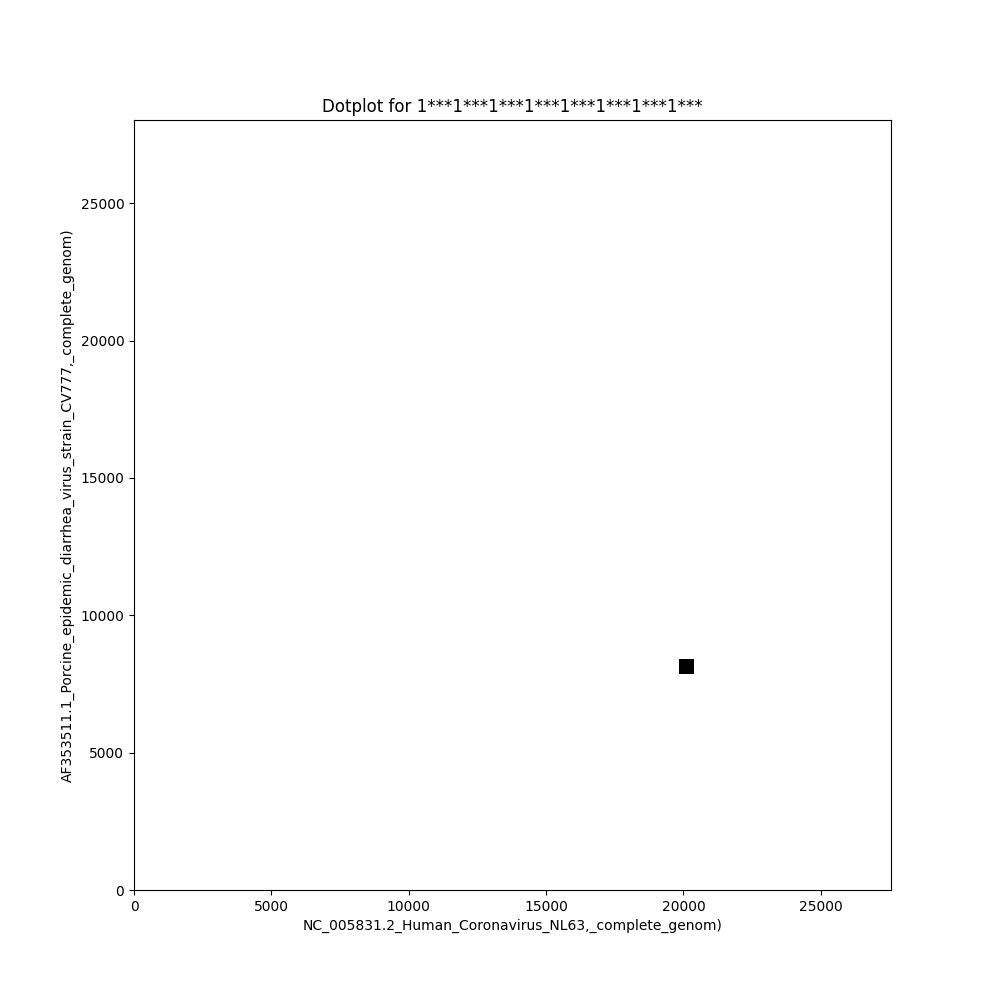 Dotplot for 1***1***1***1***1***1***1***1***
AF353511.1_Porcine_epidemic_diarrhea_virus_strain_CV777,_complete_genom)
25000
20000
15000
10000
5000
0
0 5000 10000 15000 20000 25000
NC_005831.2_Human_Coronavirus_NL63,_complete_genom)